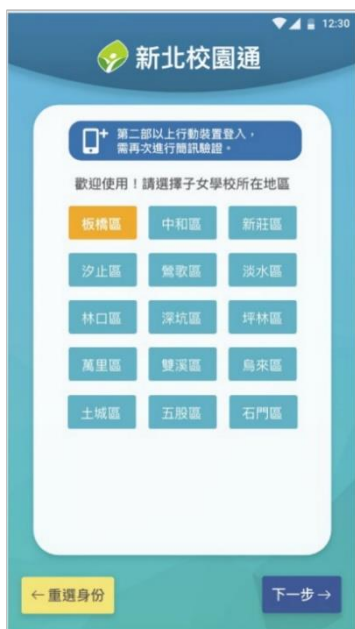 12:30
新北校園通
第二部以上行動裝置登入，
需再次進行簡訊驗證。
歡迎使用！請選擇子女學校所在地區
板橋區 中和區 新莊區
汐止區 鶯歌區 淡水區
林口區 深坑區 坪林區
萬里區 雙溪區 烏來區
土城區 五股區 石門區
←重選身份 下一步→